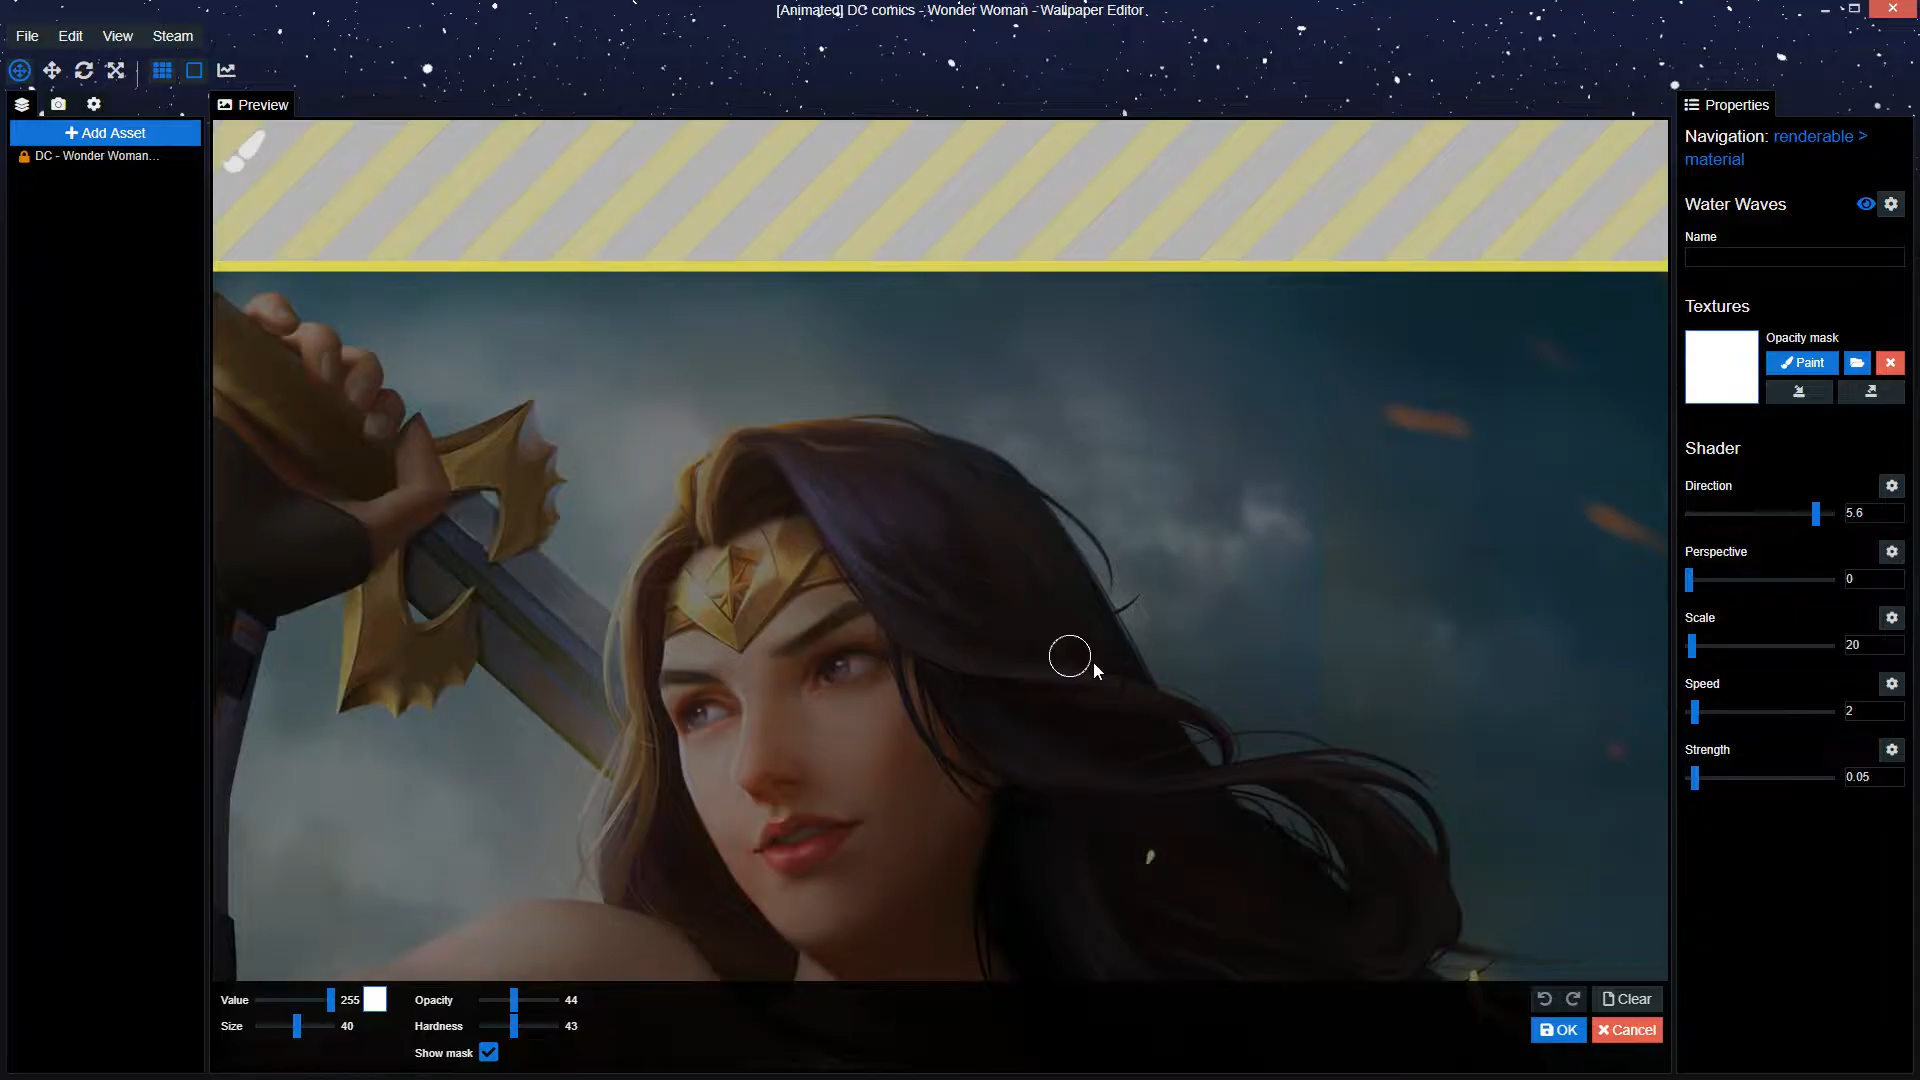 [Animated] DC comics - Wonder Woman - Wallpaper Editor
File Edit View Steam
Preview
Properties
Add Asset
DC - Wonder Woman...
Navigation: renderable >
material
Water Waves
Name
Textures
Opacity mask
Paint
Shader
Direction
5.6
Perspective
0
Scale
20
Speed
2
Strength
0.05
Value 255 Opacity 44
Size 40 Hardness 43
Show mask
Clear
OK Cancel